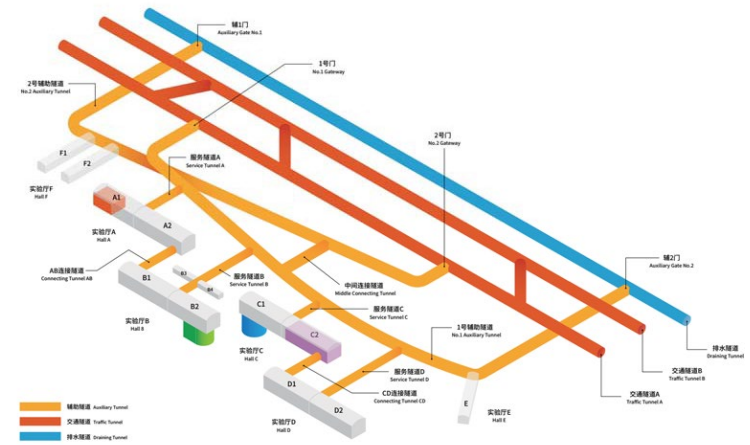 辅1门
Auxiliary Gate No.1
1号门
No.1 Gateway
2号辅助隧道
No.2 Auxiliary Tunnel
2号门
No.2 Gateway
F1
F2
服务隧道A
Service Tunnel A
实验厅F
Hall F
A1
A2
实验厅A
Hall A
辅2门
Auxiliary Gate No.2
AB连接隧道
Connecting Tunnel AB
B1
B2
B3
B4
服务隧道B
Service Tunnel B
中间连接隧道
Middle Connecting Tunnel
实验厅B
Hall B
C1
C2
服务隧道C
Service Tunnel C
1号辅助隧道
No.1 Auxiliary Tunnel
实验厅C
Hall C
排水隧道
Draining Tunnel
交通隧道B
Traffic Tunnel B
服务隧道D
Service Tunnel D
D1
D2
CD连接隧道
Connecting Tunnel CD
交通隧道A
Traffic Tunnel A
E
实验厅E
Hall E
实验厅D
Hall D
辅助隧道 Auxiliary Tunnel
交通隧道 Traffic Tunnel
排水隧道 Draining Tunnel